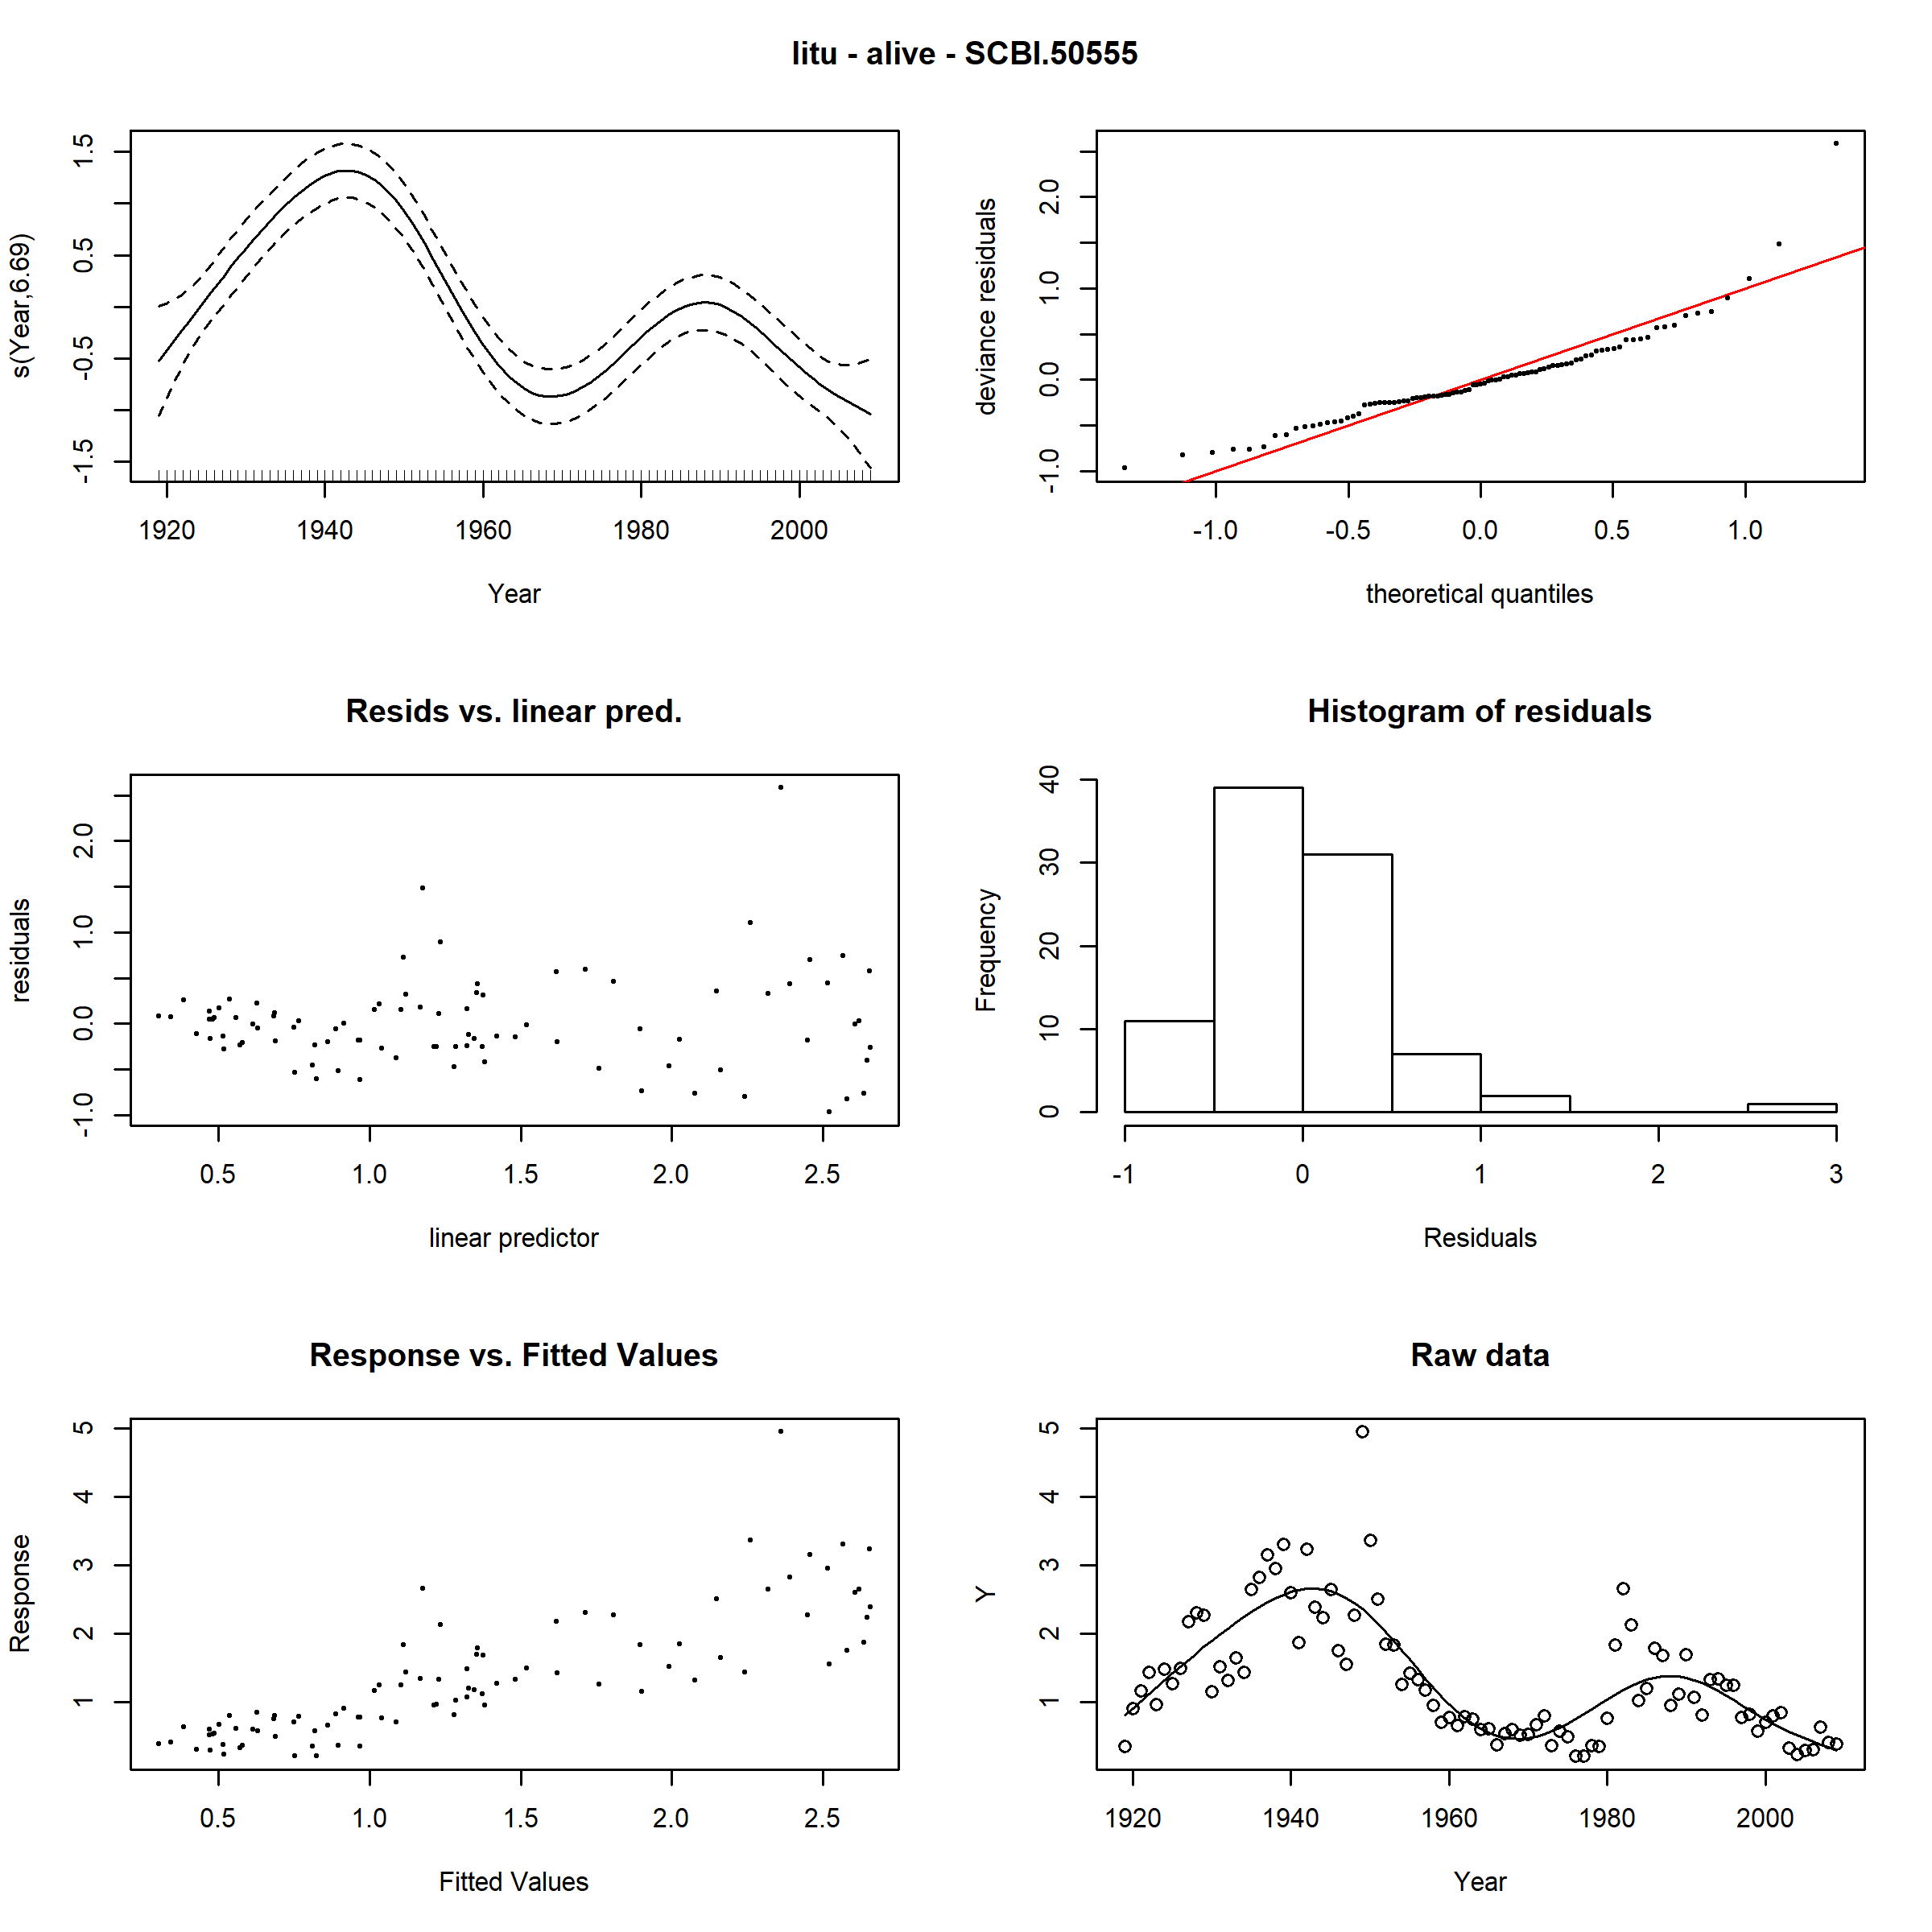 litu - alive - SCBI.50555
s(Year,6.69)
-1.5 -0.5 0.5 1.5
1920 1940 1960 1980 2000
Year
deviance residuals
-1.0 0.0 1.0 2.0
-1.0 -0.5 0.0 0.5 1.0
theoretical quantiles
Resids vs. linear pred.
residuals
-1.0 0.0 1.0 2.0
0.5 1.0 1.5 2.0 2.5
linear predictor
Histogram of residuals
Frequency
0 10 20 30 40
-1 0 1 2 3
Residuals
Response vs. Fitted Values
Response
1 2 3 4 5
0.5 1.0 1.5 2.0 2.5
Fitted Values
Raw data
Y
1 2 3 4 5
1920 1940 1960 1980 2000
Year